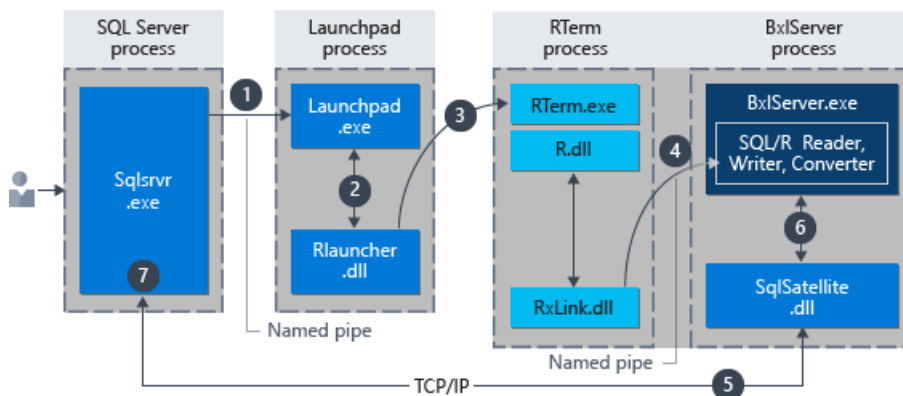 SQL Server
process
Launchpad
process
RTerm
process
BxlServer
process
1
Launchpad
.exe
3
RTerm.exe
BxlServer.exe
R.dll
4
SQL/R Reader,
Writer, Converter
Sqlsrvr
.exe
2
6
Rlauncher
.dll
7
RxLink.dll
SqlSatellite
.dll
Named pipe
Named pipe
TCP/IP
5